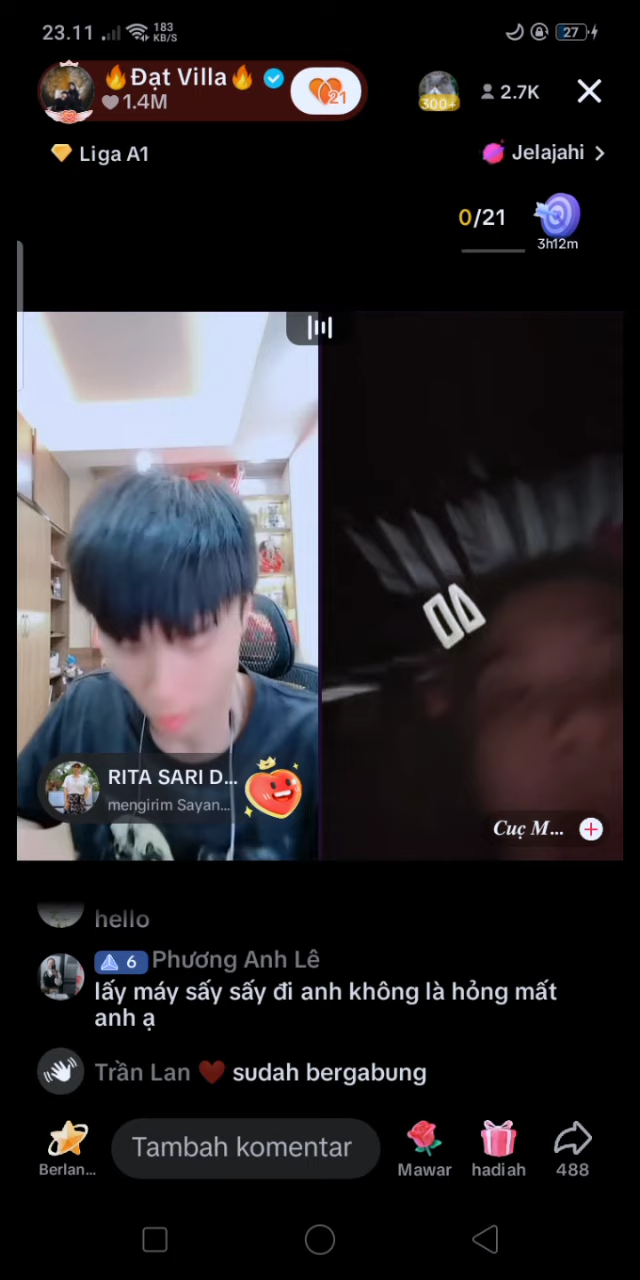 23.11
183
KB/S
27
🔥Đạt Villa🔥
1.4M
21
300+
2.7K
Liga A1
Jelajahi
0/21
3h12m
RITA SARI D...
mengirim Sayan...
Cuç M...
hello
6 Phương Anh Lê
lấy máy sấy sấy đi anh không là hỏng mất
anh ạ
Trần Lan ❤️ sudah bergabung
Berlan...
Tambah komentar
Mawar
hadiah
488